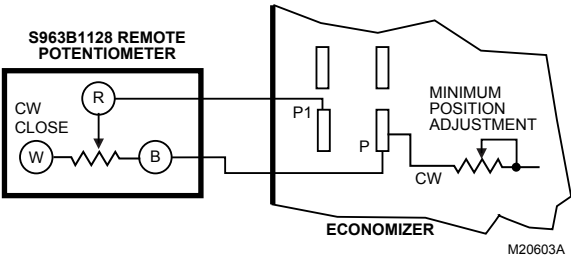 S963B1128 REMOTE
POTENTIOMETER
CW
CLOSE
R
W
B
P1
P
CW
MINIMUM
POSITION
ADJUSTMENT
ECONOMIZER
M20603A